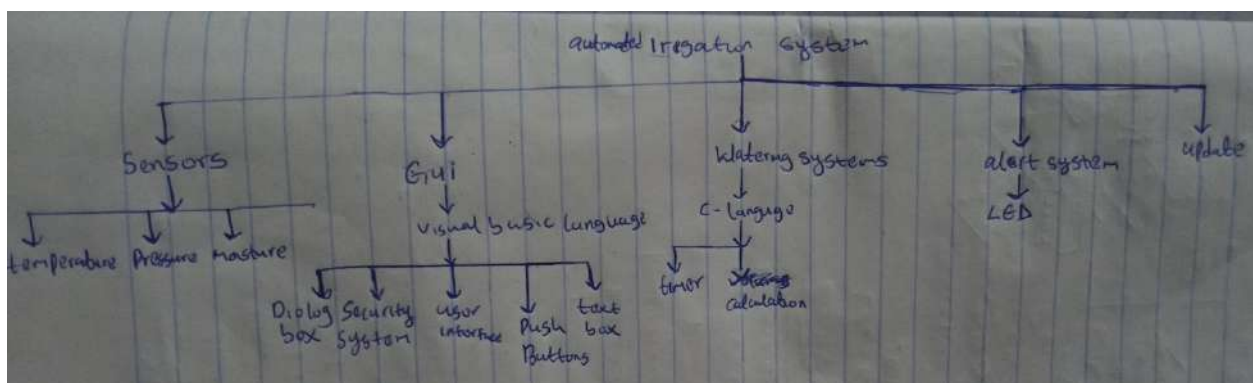 automated Irregation system
Sensors
Gui
Watering systems
alart system
update
visual basic language
C-languge
LED
temperature Pressure moisture
timer
calculation
Dialog box
Security system
user interface
Push Buttons
text box